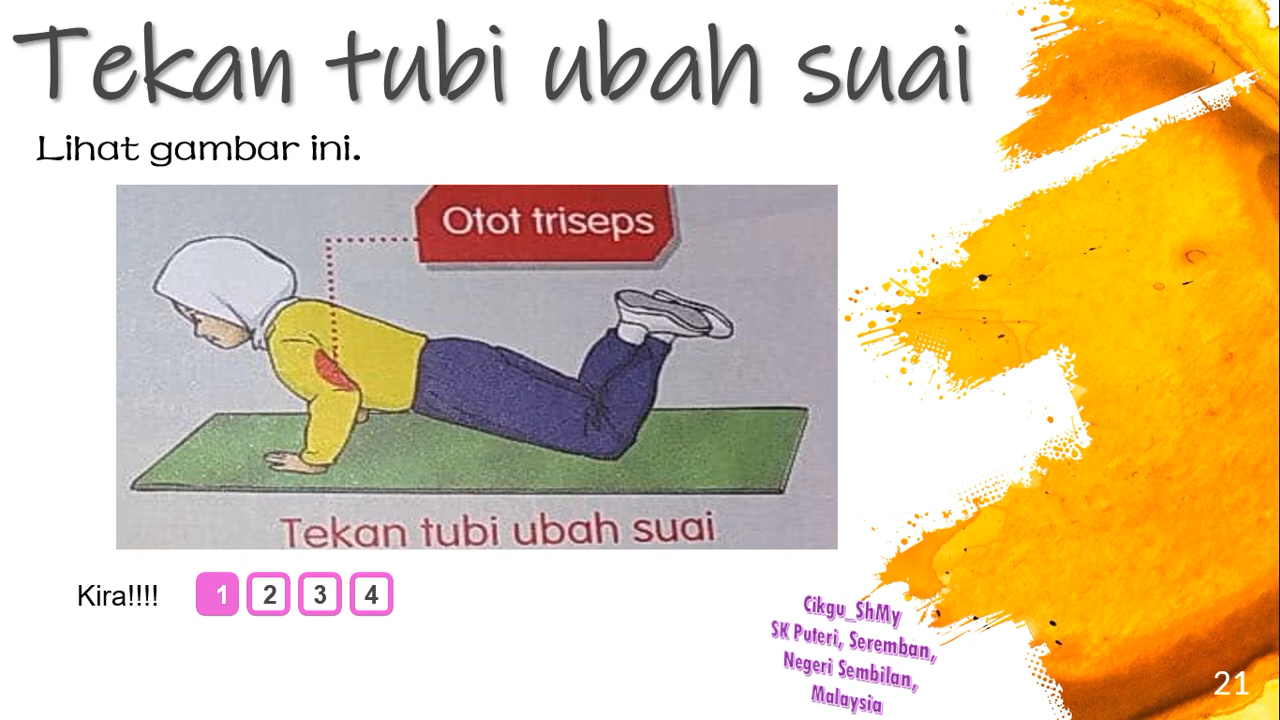 Tekan tubi ubah suai
Lihat gambar ini.
Otot triseps
Tekan tubi ubah suai
Kira!!!! 1 2 3 4
Cikgu_ShMy
SK Puteri, Seremban,
Negeri Sembilan,
Malaysia
21